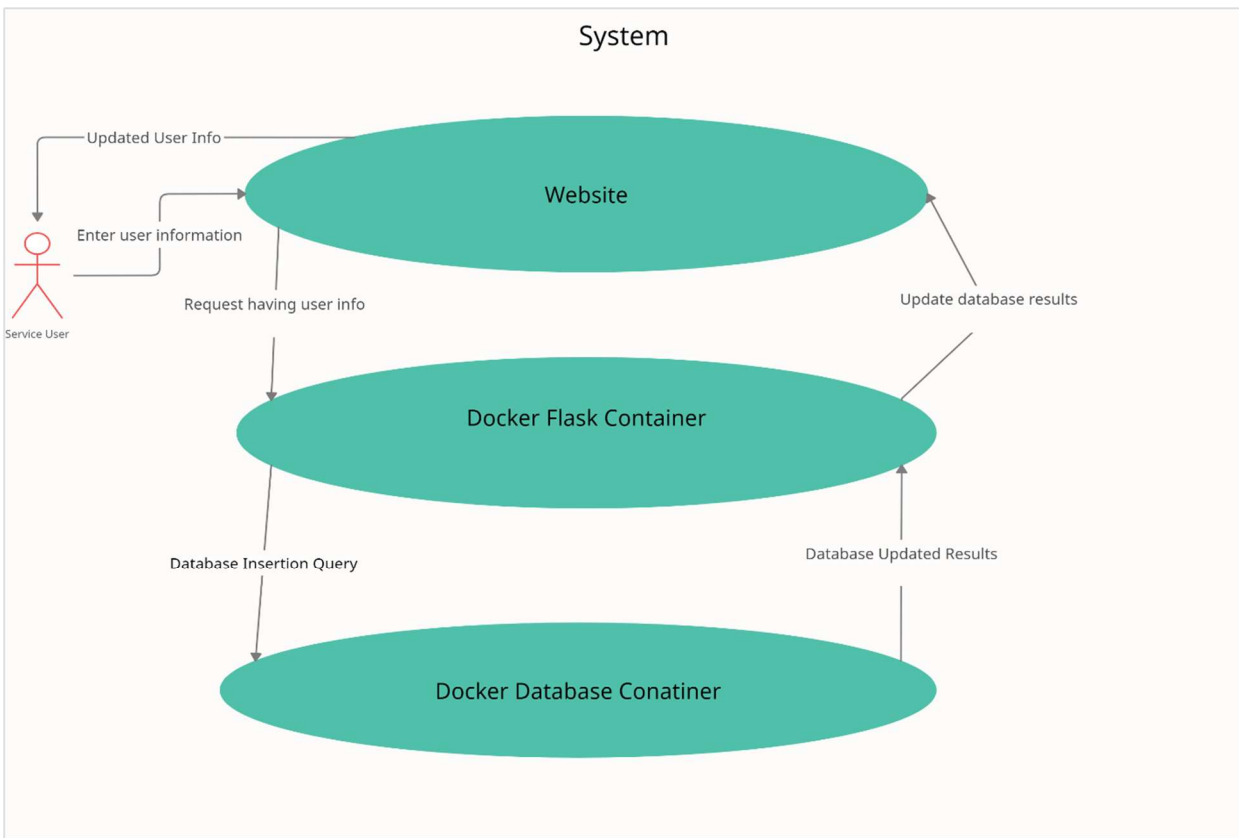 System
Updated User Info
Website
Enter user information
Service User
Request having user info
Update database results
Docker Flask Container
Database Insertion Query
Database Updated Results
Docker Database Conatiner